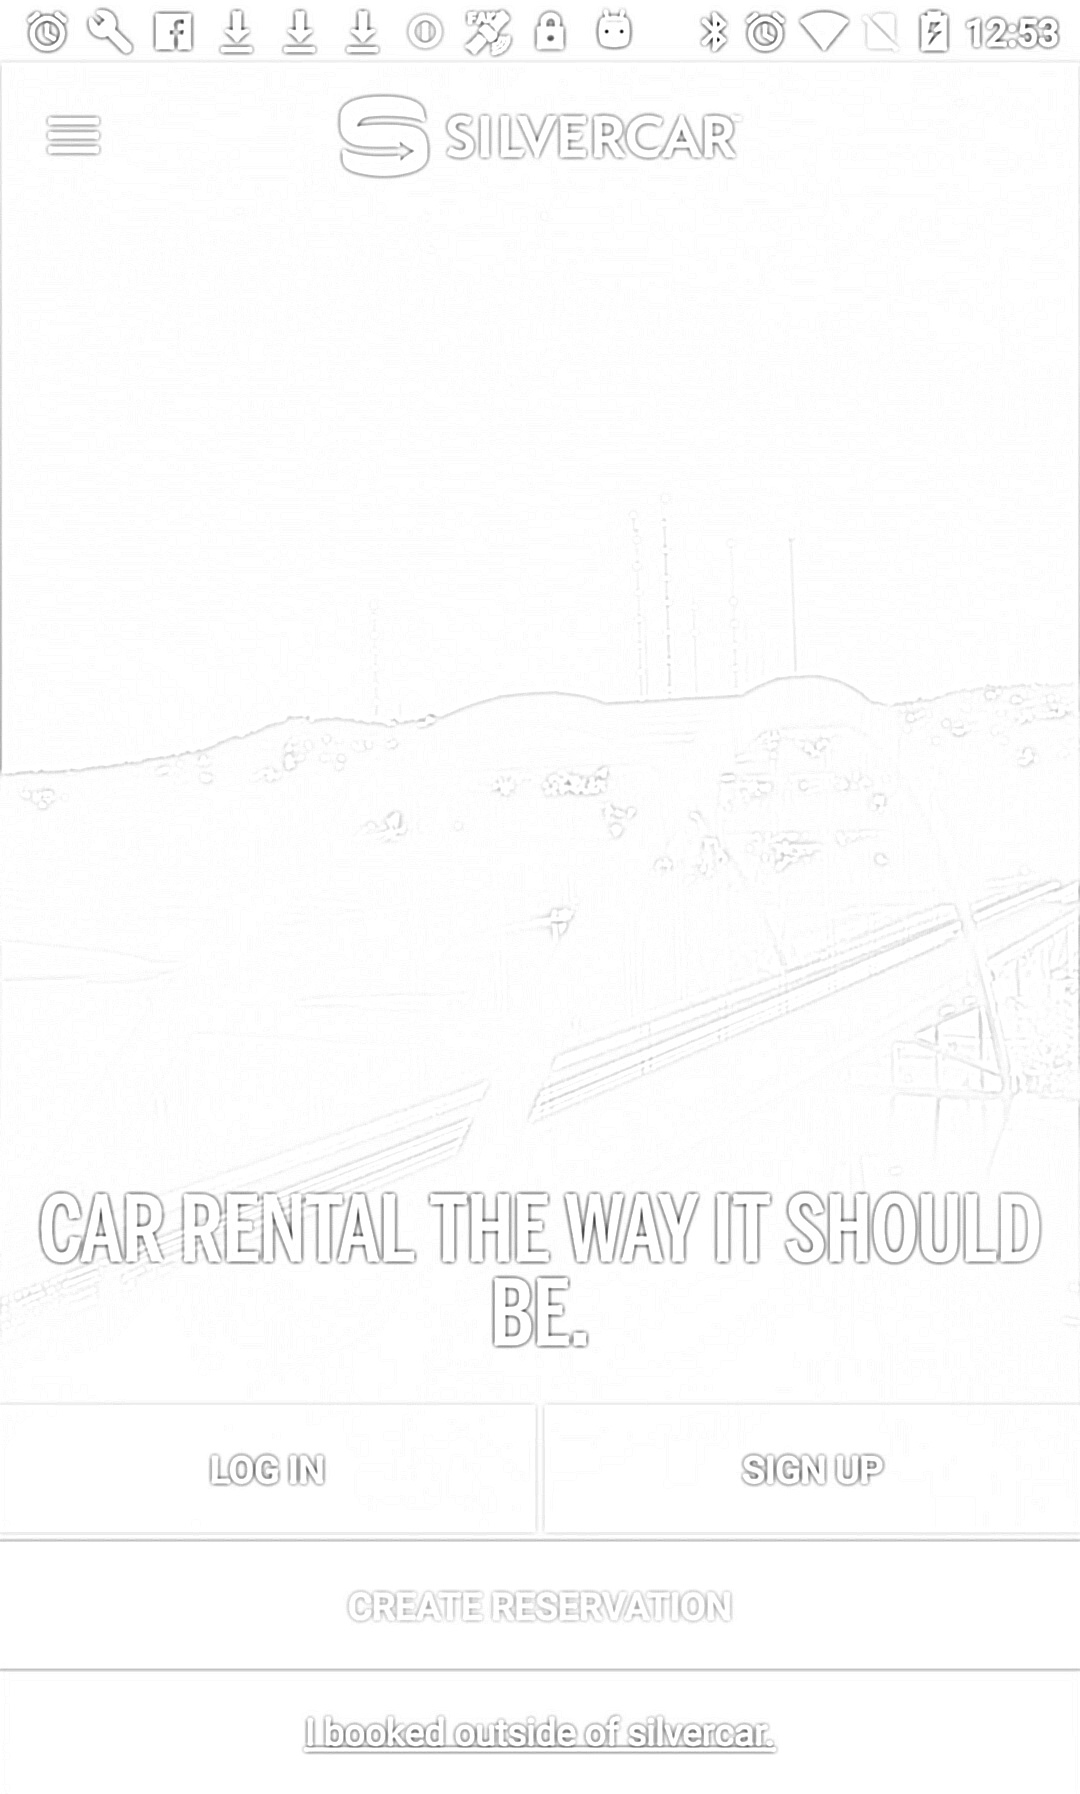 12:53
SILVERCAR
CAR RENTAL THE WAY IT SHOULD
BE.
LOG IN
SIGN UP
CREATE RESERVATION
I booked outside of silvercar.